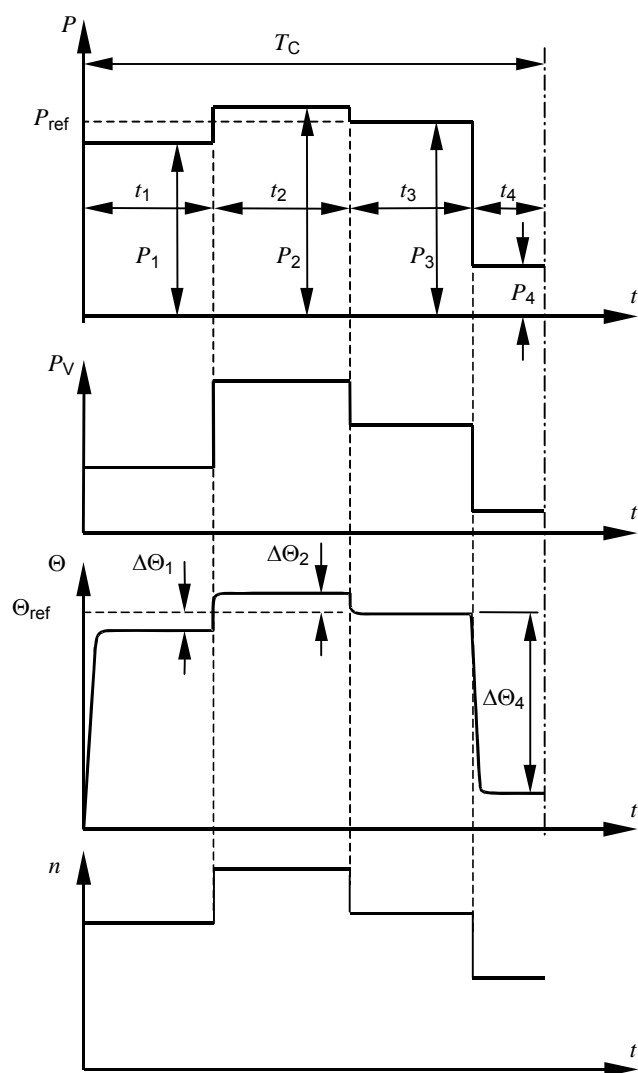 P
T_C
P_ref
t_1 t_2 t_3 t_4
P_1 P_2 P_3 P_4
t
P_V
t
Θ ΔΘ_1 ΔΘ_2
Θ_ref
ΔΘ_4
t
n
t